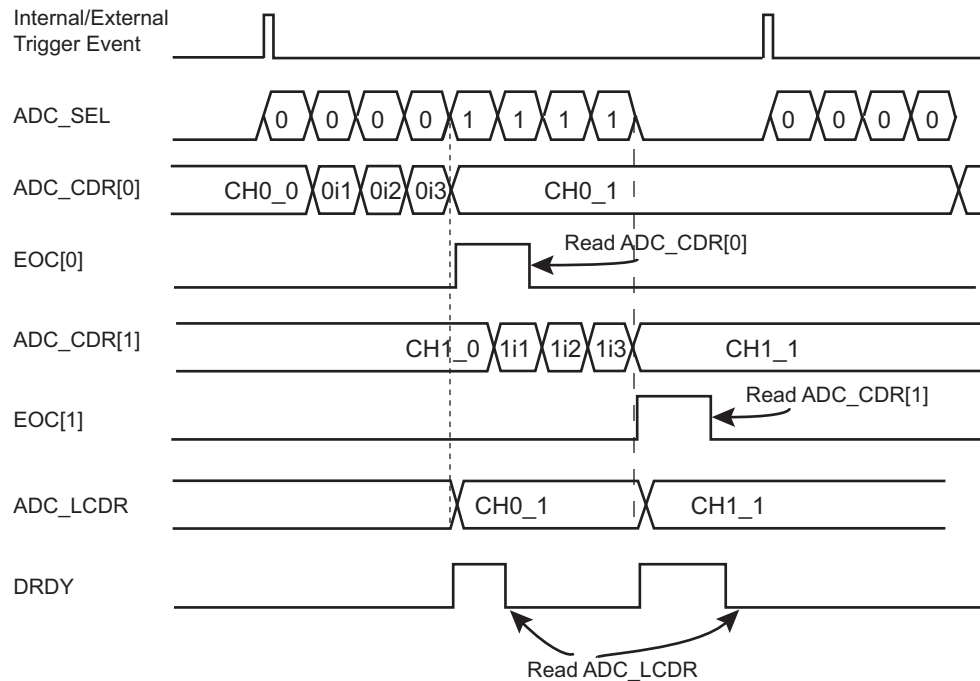 Internal/External
Trigger Event
ADC_SEL
0 0 0 0 1 1 1 1 0 0 0 0
ADC_CDR[0]
CH0_0 0i1 0i2 0i3 CH0_1
EOC[0]
Read ADC_CDR[0]
ADC_CDR[1]
CH1_0 1i1 1i2 1i3 CH1_1
Read ADC_CDR[1]
EOC[1]
ADC_LCDR
CH0_1 CH1_1
DRDY
Read ADC_LCDR